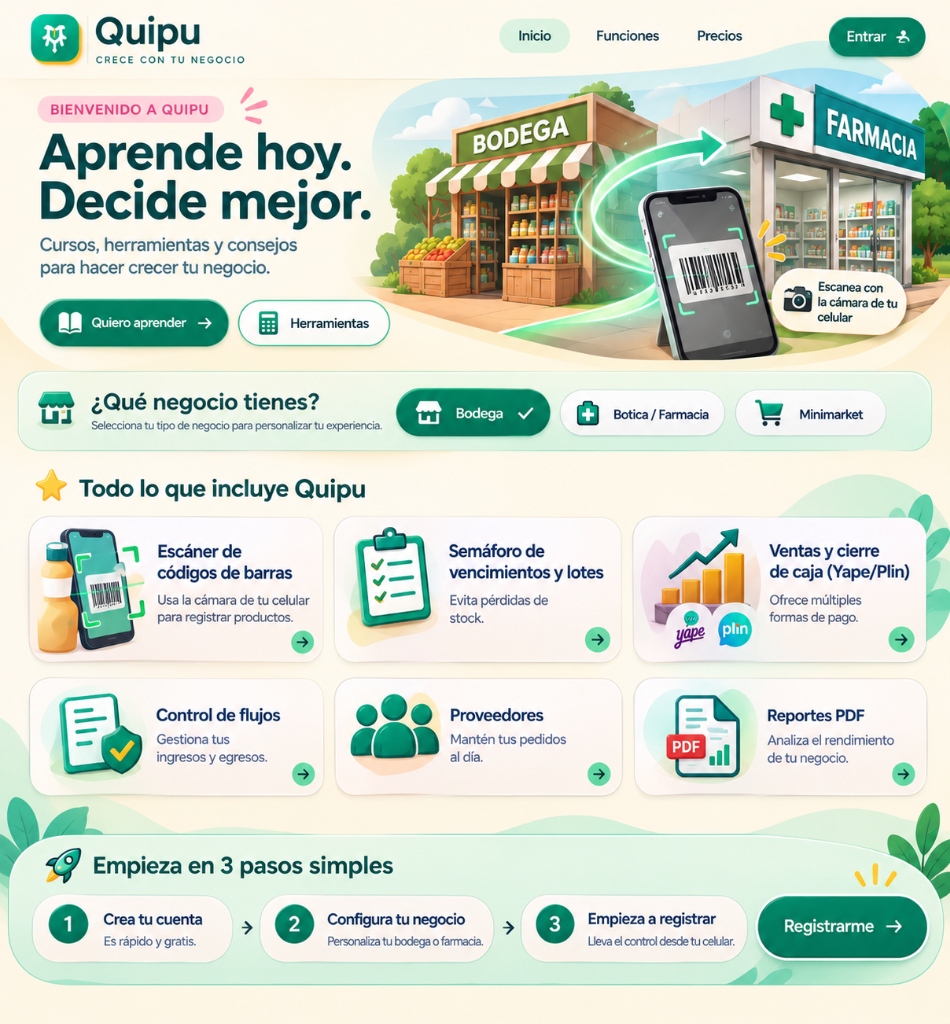 Quipu
CRECE CON TU NEGOCIO
Inicio
Funciones
Precios
Entrar
BIENVENIDO A QUIPU
Aprende hoy.
Decide mejor.
Cursos, herramientas y consejos
para hacer crecer tu negocio.
Quiero aprender
Herramientas
BODEGA
FARMACIA
Escanea con
la cámara de tu
celular
¿Qué negocio tienes?
Selecciona tu tipo de negocio para personalizar tu experiencia.
Bodega
Botica / Farmacia
Minimarket
Todo lo que incluye Quipu
Escáner de
códigos de barras
Usa la cámara de tu celular
para registrar productos.
Semáforo de
vencimientos y lotes
Evita pérdidas de
stock.
yape
plin
Ventas y cierre
de caja (Yape/Plin)
Ofrece múltiples
formas de pago.
Control de flujos
Gestiona tus
ingresos y egresos.
Proveedores
Mantén tus pedidos
al día.
PDF
Reportes PDF
Analiza el rendimiento
de tu negocio.
Empieza en 3 pasos simples
1
Crea tu cuenta
Es rápido y gratis.
2
Configura tu negocio
Personaliza tu bodega o farmacia.
3
Empieza a registrar
Lleva el control desde tu celular.
Registrarme